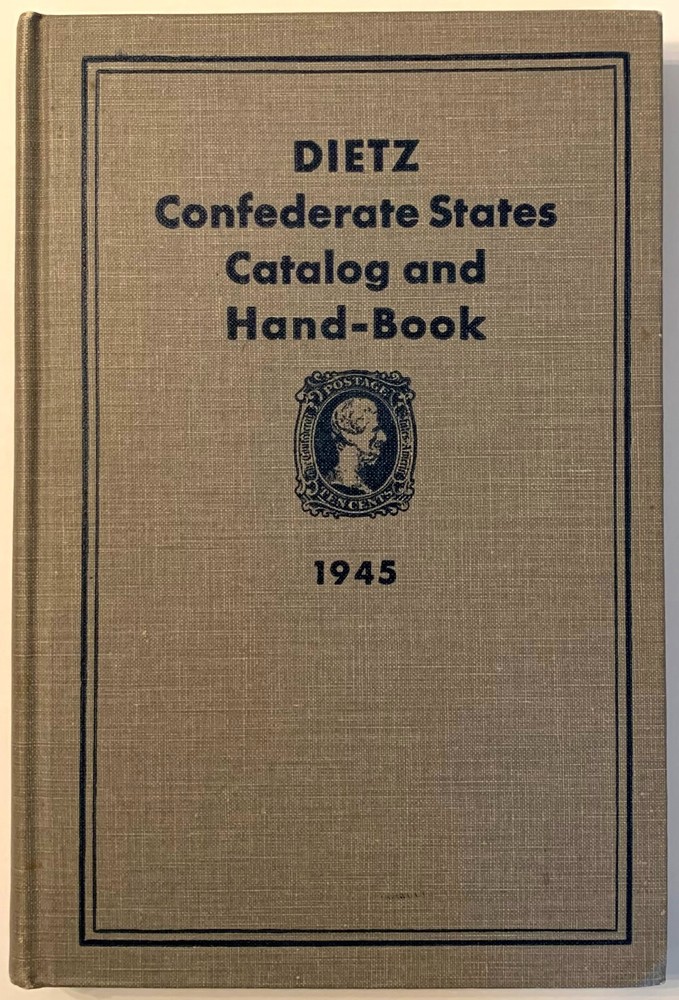 DIETZ
Confederate States
Catalog and
Hand-Book
POSTAGE
TEN CENTS
1945